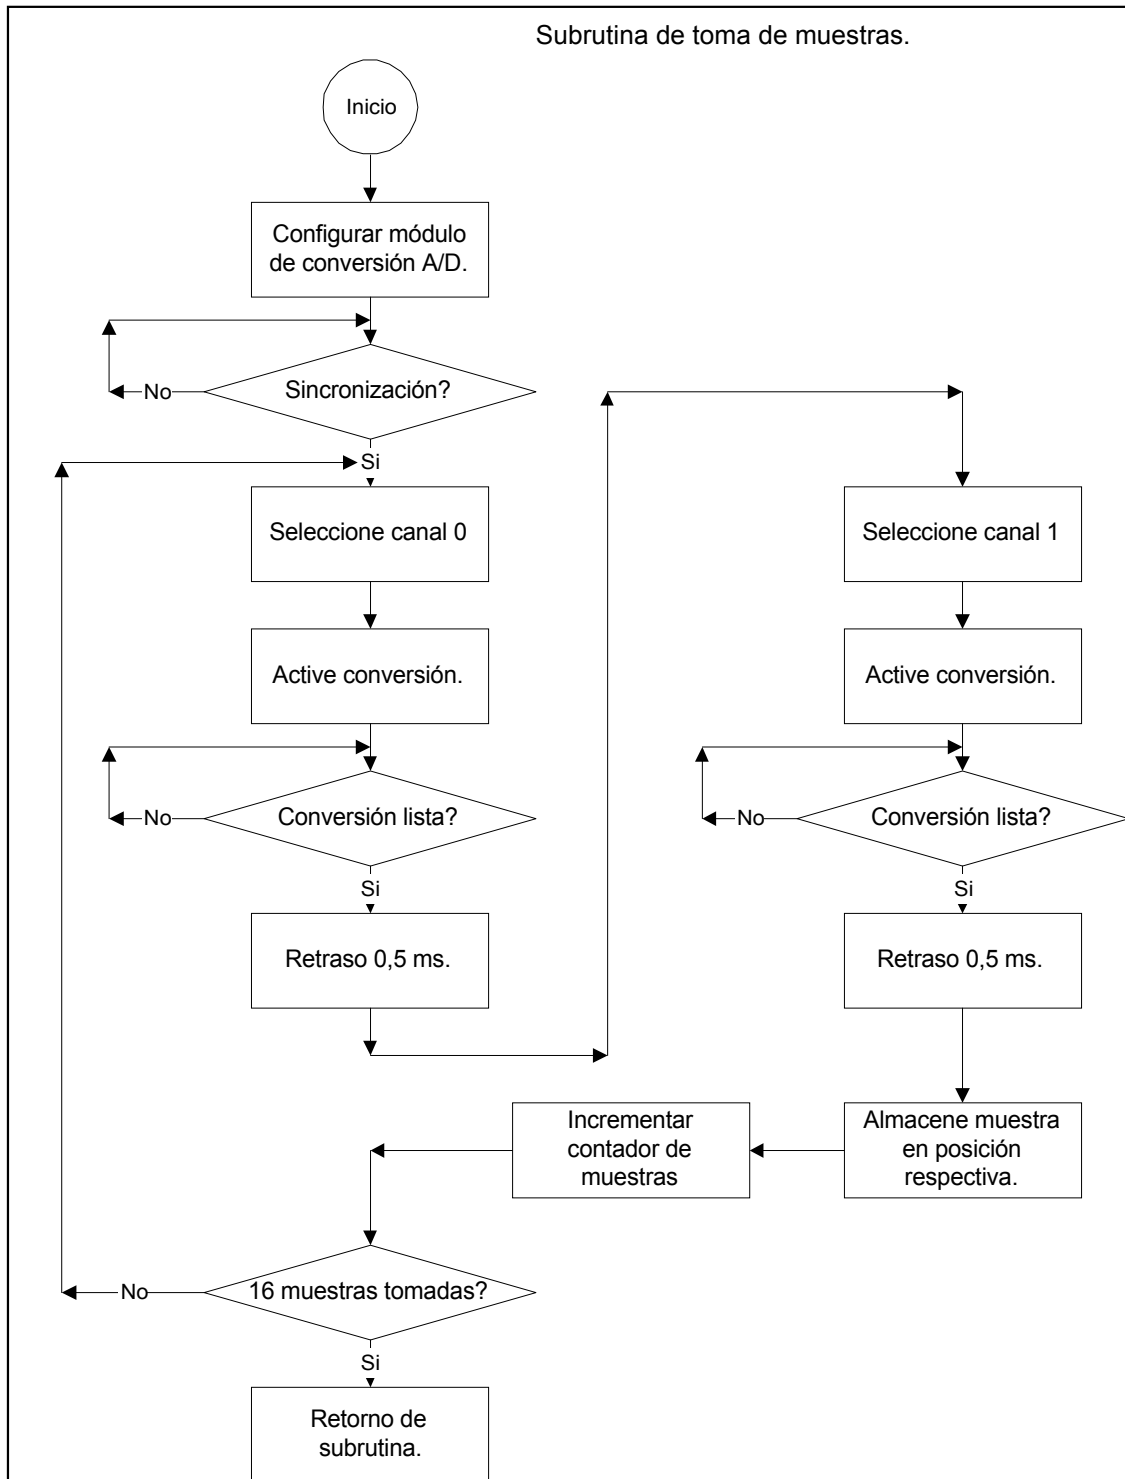 Subrutina de toma de muestras.
Inicio
Configurar módulo
de conversión A/D.
Sincronización?
No
Si
Seleccione canal 0
Active conversión.
Conversión lista?
No
Si
Retraso 0,5 ms.
Seleccione canal 1
Active conversión.
Conversión lista?
No
Si
Retraso 0,5 ms.
Almacene muestra
en posición
respectiva.
Incrementar
contador de
muestras
16 muestras tomadas?
No
Si
Retorno de
subrutina.